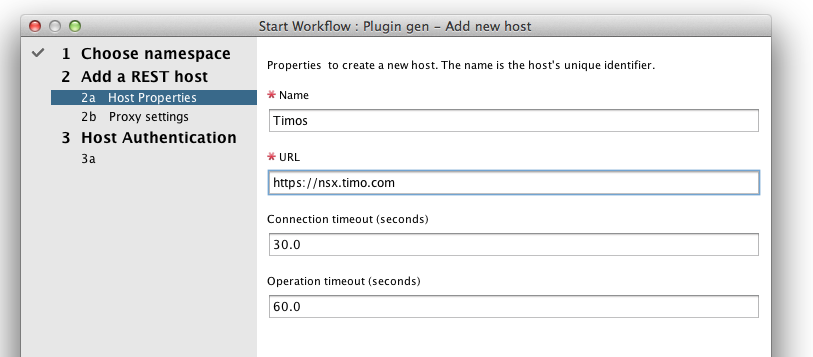 Start Workflow : Plugin gen - Add new host
1 Choose namespace
2 Add a REST host
2a Host Properties
2b Proxy settings
3 Host Authentication
3a
Properties to create a new host. The name is the host's unique identifier.
* Name
Timos
* URL
https://nsx.timo.com
Connection timeout (seconds)
30.0
Operation timeout (seconds)
60.0